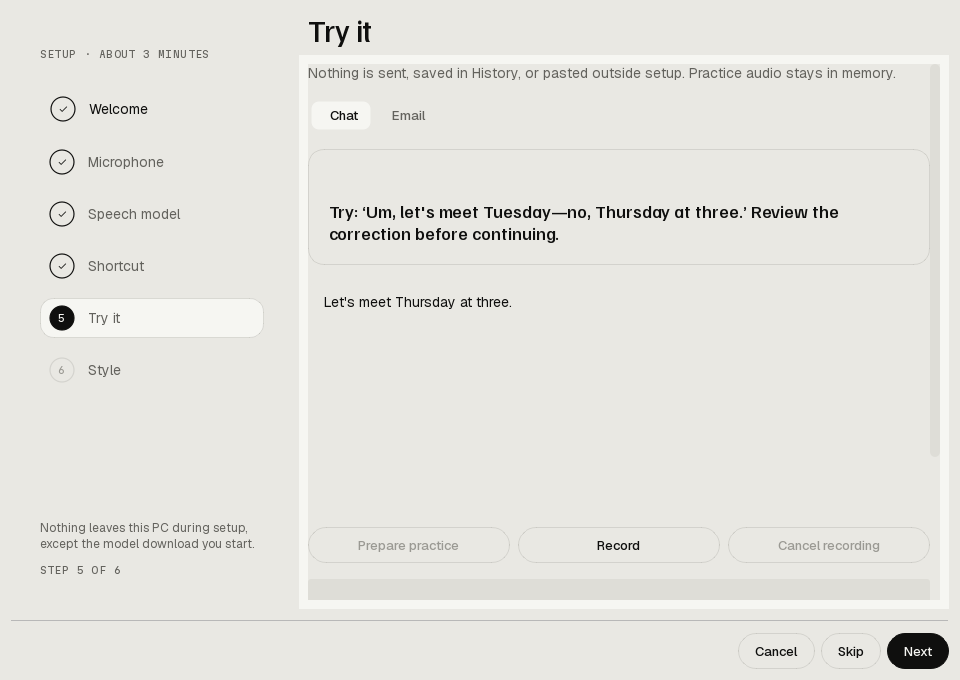 SETUP · ABOUT 3 MINUTES
Welcome
Microphone
Speech model
Shortcut
5 Try it
6 Style
Nothing leaves this PC during setup,
except the model download you start.
STEP 5 OF 6
Try it
Nothing is sent, saved in History, or pasted outside setup. Practice audio stays in memory.
Chat Email
Try: ‘Um, let's meet Tuesday—no, Thursday at three.’ Review the
correction before continuing.
Let's meet Thursday at three.
Prepare practice Record Cancel recording
Cancel Skip Next